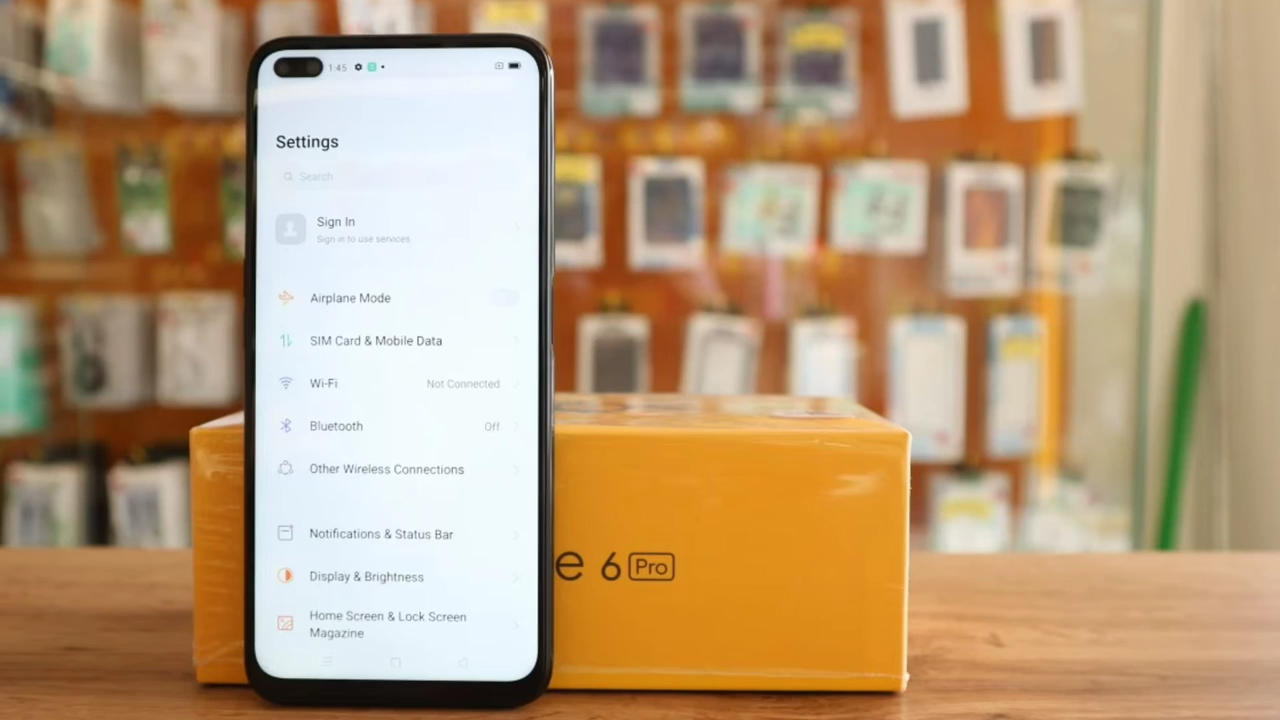 1:45
Settings
Search
Sign In
Sign in to use services
Airplane Mode
SIM Card & Mobile Data
Wi-Fi Not Connected
Bluetooth Off
Other Wireless Connections
Notifications & Status Bar
Display & Brightness
Home Screen & Lock Screen
Magazine
e 6 Pro